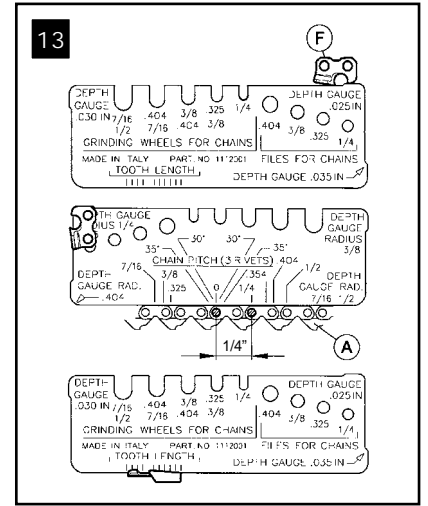 13
F
DEPTH GAUGE .030 IN
7/16 .404 3/8 .325 1/4
1/2 7/16 .404 3/8
DEPTH GAUGE .025IN
.404 3/8 .325 1/4
GRINDING WHEELS FOR CHAINS
MADE IN ITALY PART. NO 1112001 FILES FOR CHAINS
TOOTH LENGTH
DEPTH GAUGE .035 IN
GAUGE
1/4
DEPTH GAUGE RADIUS 3/8
35° 30° 30° 35°
CHAIN PITCH (3 R VETS) .404
7/16 3/8 .325 0 1/4 .354 1/2
DEPTH GAUGE RAD. .404
DEPTH GAUGE RAD. 7/16 1/2
1/4"
A
DEPTH GAUGE .030 IN
7/16 .404 3/8 .325 1/4
1/2 7/16 .404 3/8
DEPTH GAUGE .025IN
.404 3/8 .325 1/4
GRINDING WHEELS FOR CHAINS
MADE IN ITALY PART. NO 1112001 FILES FOR CHAINS
TOOTH LENGTH
DEPTH GAUGE .035 IN